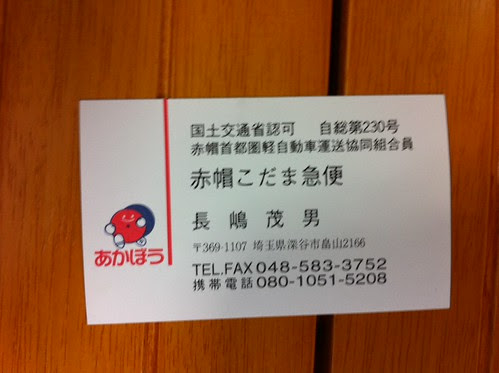 国土交通省認可 自総第230号
赤帽首都圏軽自動車運送協同組合員
赤帽こだま急便
長嶋茂男
〒369-1107 埼玉県深谷市畠山2166
TEL.FAX 048-583-3752
携帯電話 080-1051-5208
あかぼう